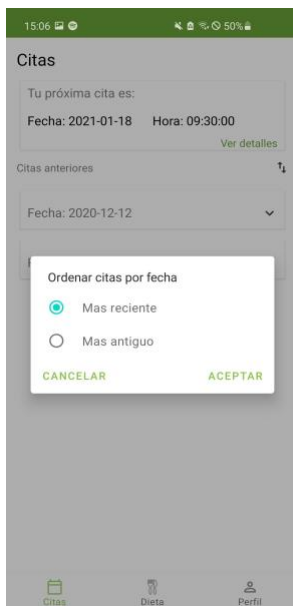 15:06 50%
Citas
Tu próxima cita es:
Fecha: 2021-01-18 Hora: 09:30:00
Ver detalles
Citas anteriores
Fecha: 2020-12-12
Ordenar citas por fecha
Mas reciente
Mas antiguo
CANCELAR ACEPTAR
Citas Dieta Perfil